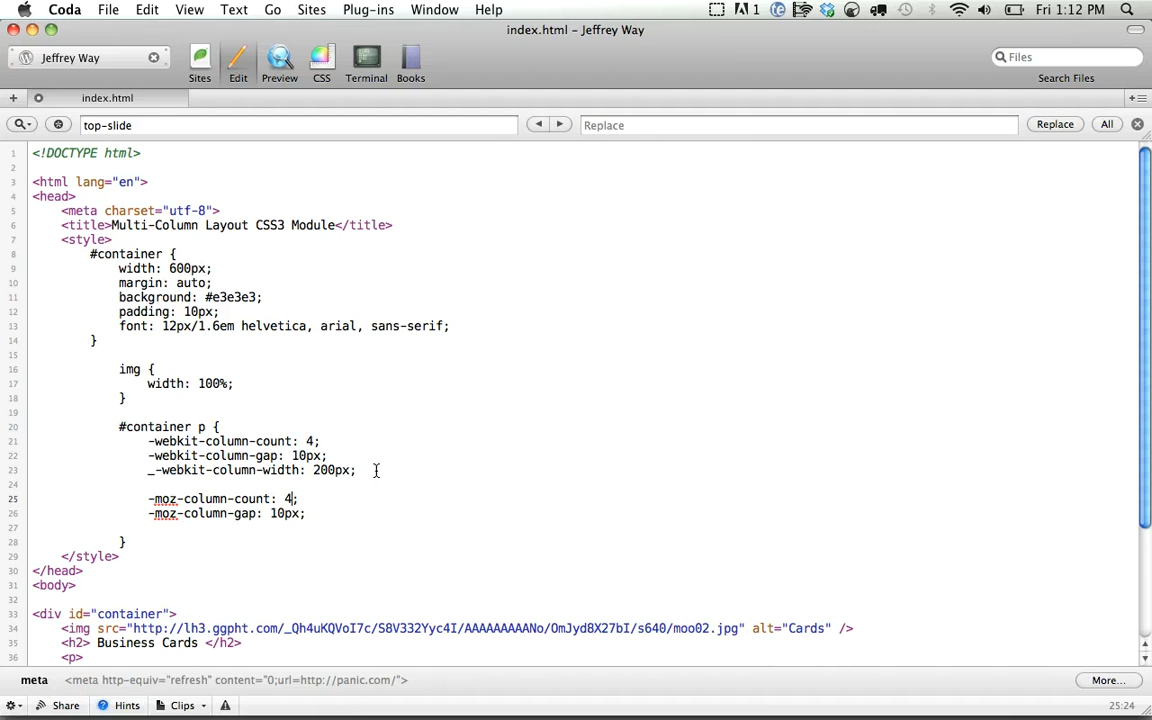 Coda File Edit View Text Go Sites Plug-ins Window Help 1 Fri 1:12 PM
index.html – Jeffrey Way
Jeffrey Way
Sites Edit Preview CSS Terminal Books
Files
Search Files
index.html
top-slide
Replace
Replace All
1 <!DOCTYPE html>
2
3 <html lang="en">
4 <head>
5 <meta charset="utf-8">
6 <title>Multi-Column Layout CSS3 Module</title>
7 <style>
8 #container {
9 width: 600px;
10 margin: auto;
11 background: #e3e3e3;
12 padding: 10px;
13 font: 12px/1.6em helvetica, arial, sans-serif;
14 }
15
16 img {
17 width: 100%;
18 }
19
20 #container p {
21 -webkit-column-count: 4;
22 -webkit-column-gap: 10px;
23 _-webkit-column-width: 200px;
24
25 -moz-column-count: 4;
26 -moz-column-gap: 10px;
27
28 }
29 </style>
30 </head>
31 <body>
32
33 <div id="container">
34 <img src="http://lh3.ggpht.com/_Qh4uKQVoI7c/S8V332Yyc4I/AAAAAAAAANo/OmJyd8X27bI/s640/moo02.jpg" alt="Cards" />
35 <h2> Business Cards </h2>
36 <p>
meta <meta http-equiv="refresh" content="0;url=http://panic.com/"> More...
Share Hints Clips 25:24